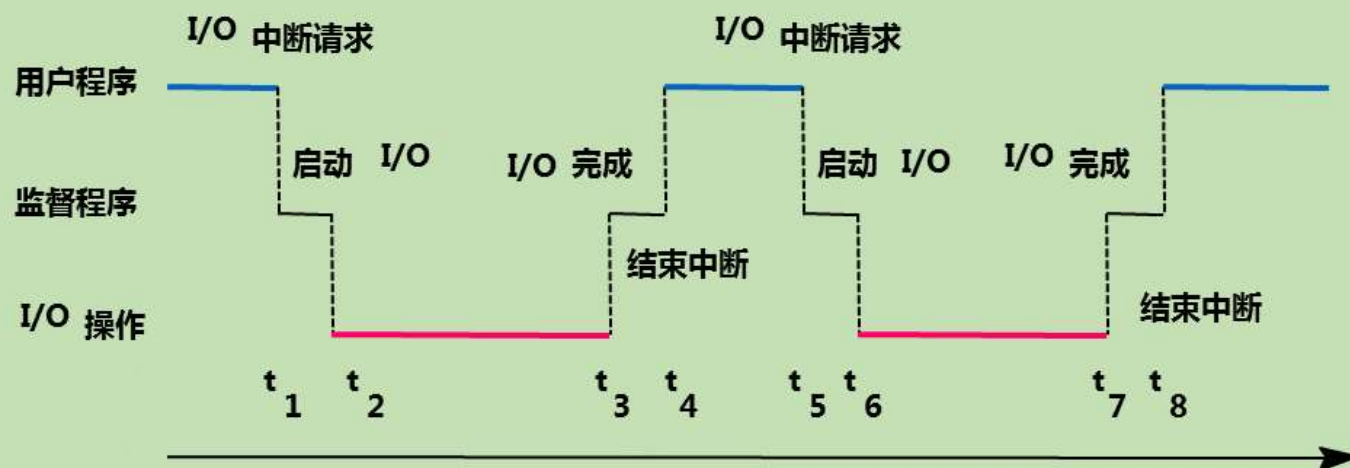 I/O 中断请求 I/O 中断请求
用户程序
启动 I/O I/O 完成 启动 I/O I/O 完成
监督程序
结束中断
I/O 操作 结束中断
t1 t2 t3 t4 t5 t6 t7 t8